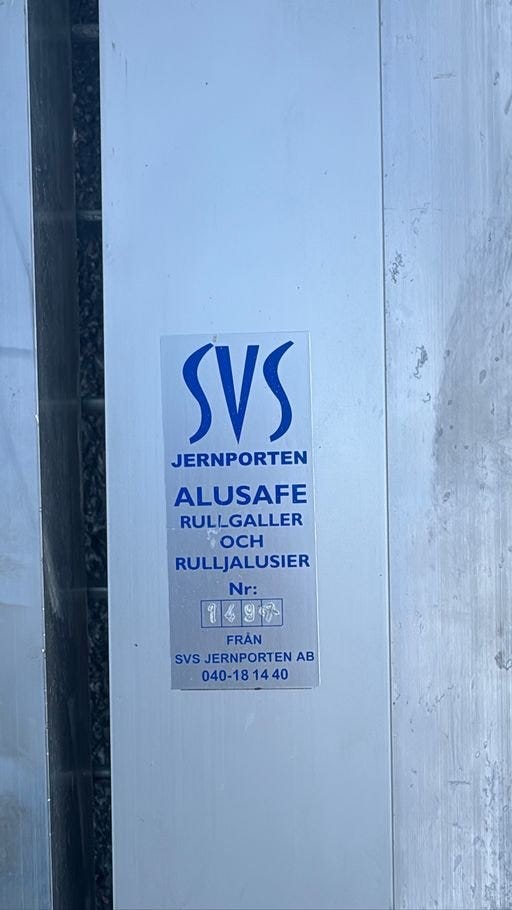 SVS
JERNPORTEN
ALUSAFE
RULLGALLER
OCH
RULLJALUSIER
Nr:
1497
FRÅN
SVS JERNPORTEN AB
040-18 14 40